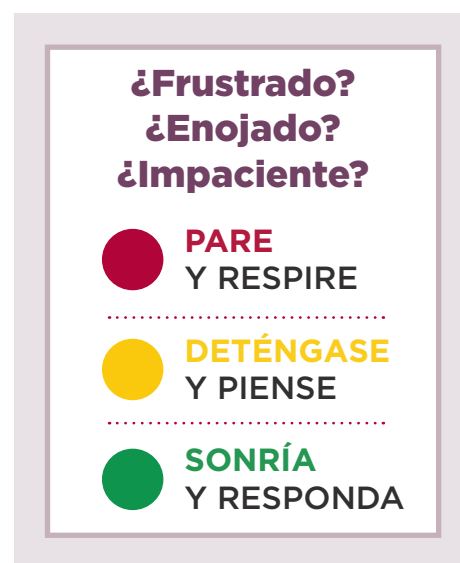 ¿Frustrado?
¿Enojado?
¿Impaciente?
PARE
Y RESPIRE
DETÉNGASE
Y PIENSE
SONRÍA
Y RESPONDA